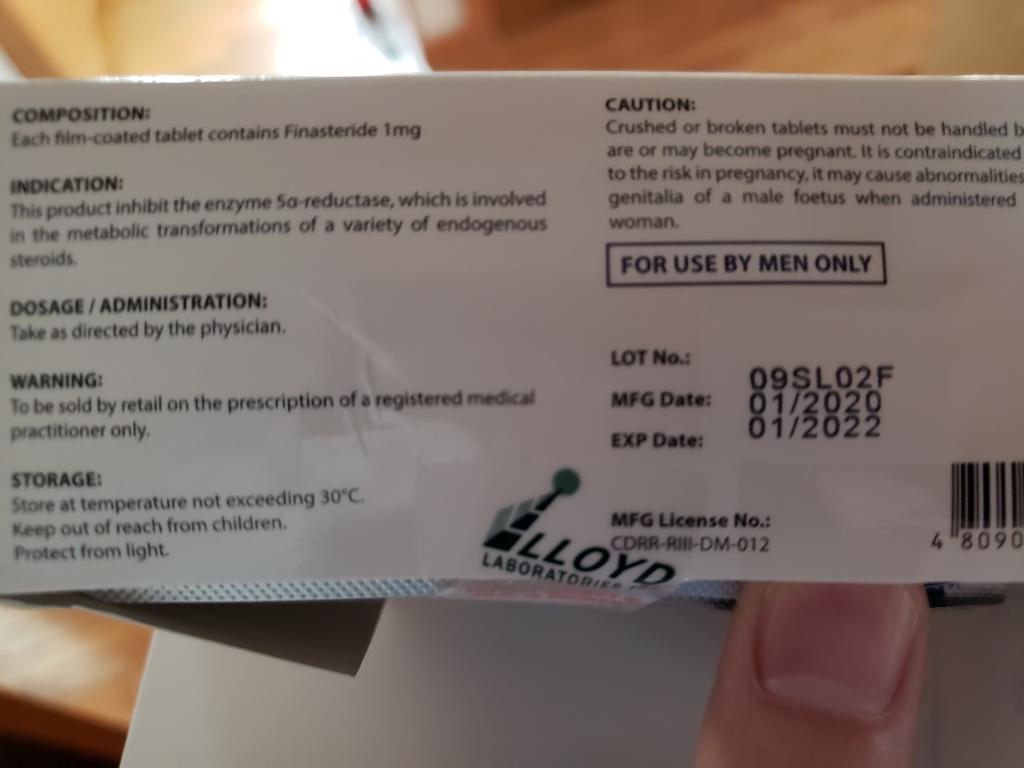 COMPOSITION:
Each film-coated tablet contains Finasteride 1mg
INDICATION:
This product inhibit the enzyme 5α-reductase, which is involved
in the metabolic transformations of a variety of endogenous
steroids.
DOSAGE / ADMINISTRATION:
Take as directed by the physician.
WARNING:
To be sold by retail on the prescription of a registered medical
practitioner only.
STORAGE:
Store at temperature not exceeding 30°C.
Keep out of reach from children.
Protect from light.
CAUTION:
Crushed or broken tablets must not be handled b
are or may become pregnant. It is contraindicated
to the risk in pregnancy, it may cause abnormalities
genitalia of a male foetus when administered
woman.
FOR USE BY MEN ONLY
LOT No.:
09SL02F
MFG Date:
01/2020
EXP Date:
01/2022
LLOYD
LABORATORIES
MFG License No.:
CDRR-RIII-DM-012
4 8090